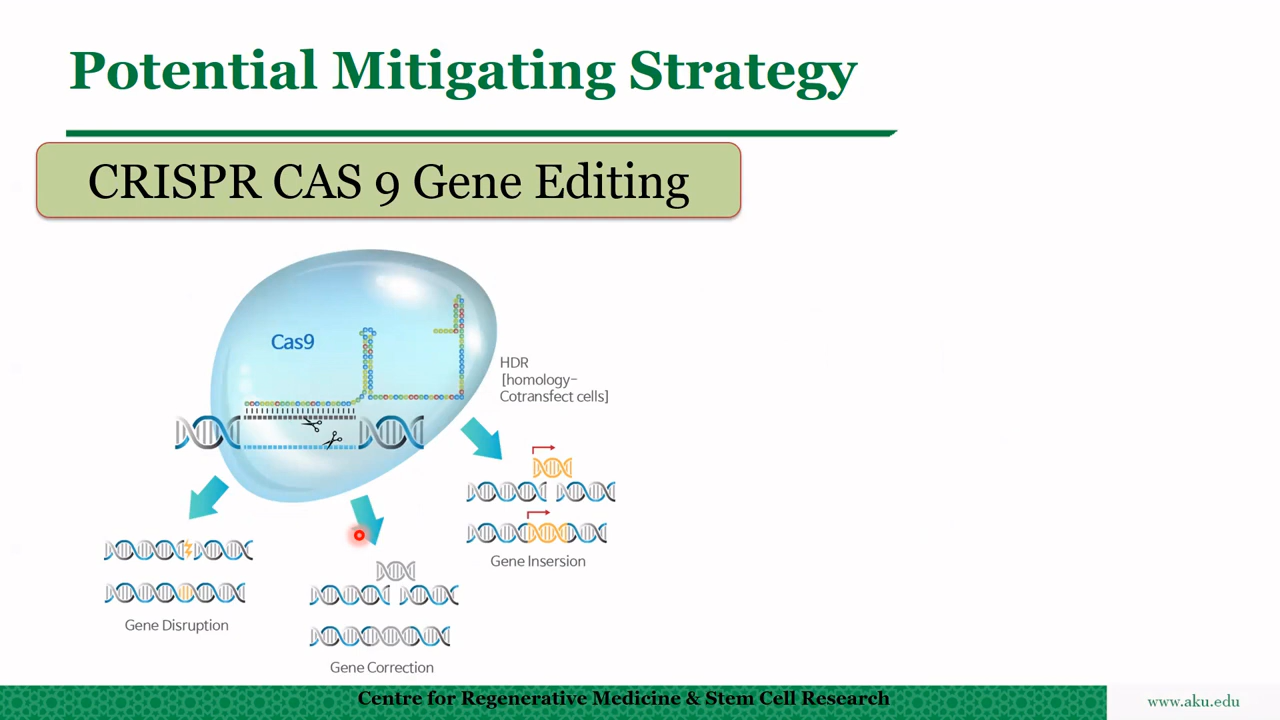 Potential Mitigating Strategy
CRISPR CAS 9 Gene Editing
Cas9
HDR
[homology-
Cotransfect cells]
Gene Insersion
Gene Disruption
Gene Correction
Centre for Regenerative Medicine & Stem Cell Research
www.aku.edu